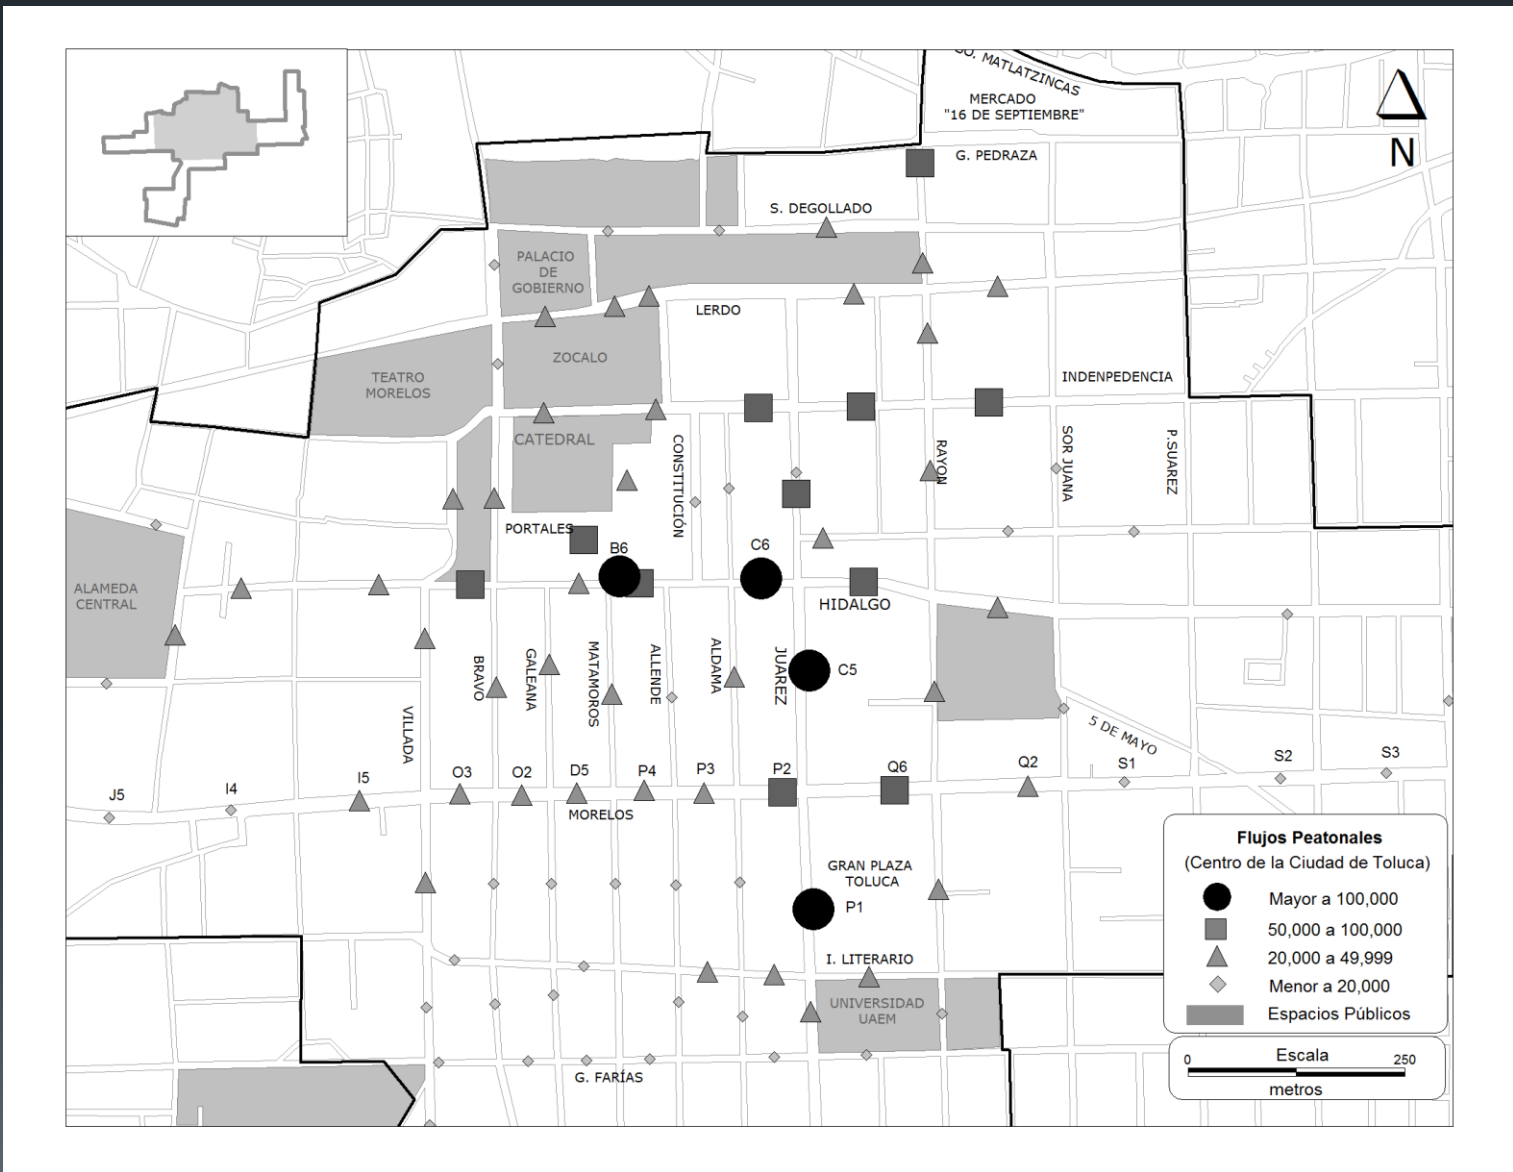 GO. MATLATZINCAS
MERCADO
"16 DE SEPTIEMBRE"
G. PEDRAZA
N
S. DEGOLLADO
PALACIO
DE
GOBIERNO
LERDO
ZOCALO
TEATRO
MORELOS
INDENPEDENCIA
CATEDRAL
CONSTITUCIÓN
RAYON
SOR JUANA
P.SUAREZ
PORTALES
B6
C6
ALAMEDA
CENTRAL
HIDALGO
C5
BRAVO
GALEANA
MATAMOROS
ALLENDE
ALDAMA
JUAREZ
VILLADA
5 DE MAYO
J5
I4
I5
O3
O2
D5
P4
P3
P2
Q6
Q2
S1
S2
S3
MORELOS
GRAN PLAZA
TOLUCA
P1
I. LITERARIO
UNIVERSIDAD
UAEM
G. FARÍAS
Flujos Peatonales
(Centro de la Ciudad de Toluca)
Mayor a 100,000
50,000 a 100,000
20,000 a 49,999
Menor a 20,000
Espacios Públicos
Escala
0 250
metros